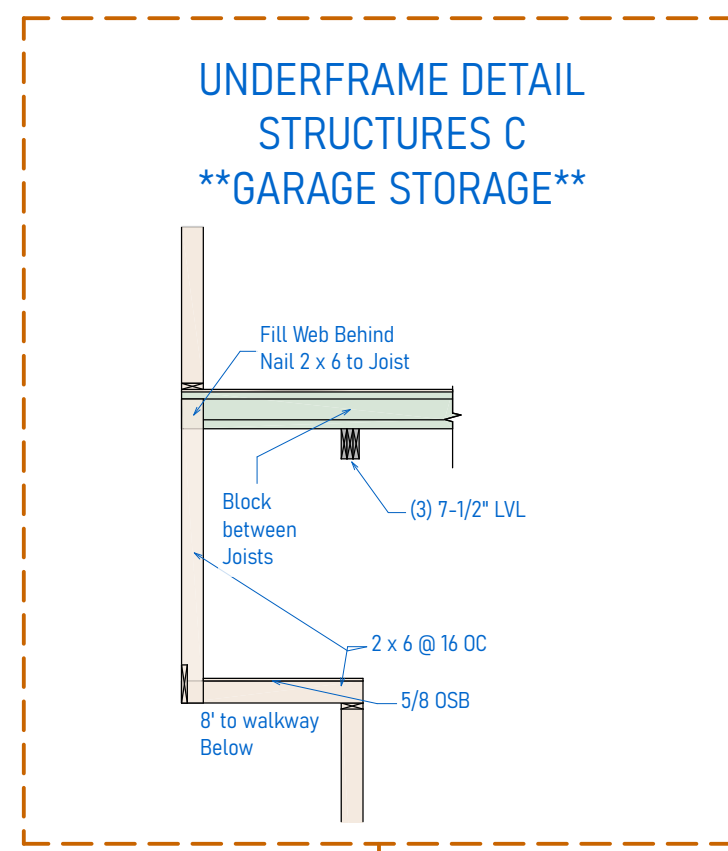 UNDERFRAME DETAIL
STRUCTURES C
**GARAGE STORAGE**
Fill Web Behind
Nail 2 x 6 to Joist
Block
between
Joists
(3) 7-1/2" LVL
2 x 6 @ 16 OC
5/8 OSB
8' to walkway
Below